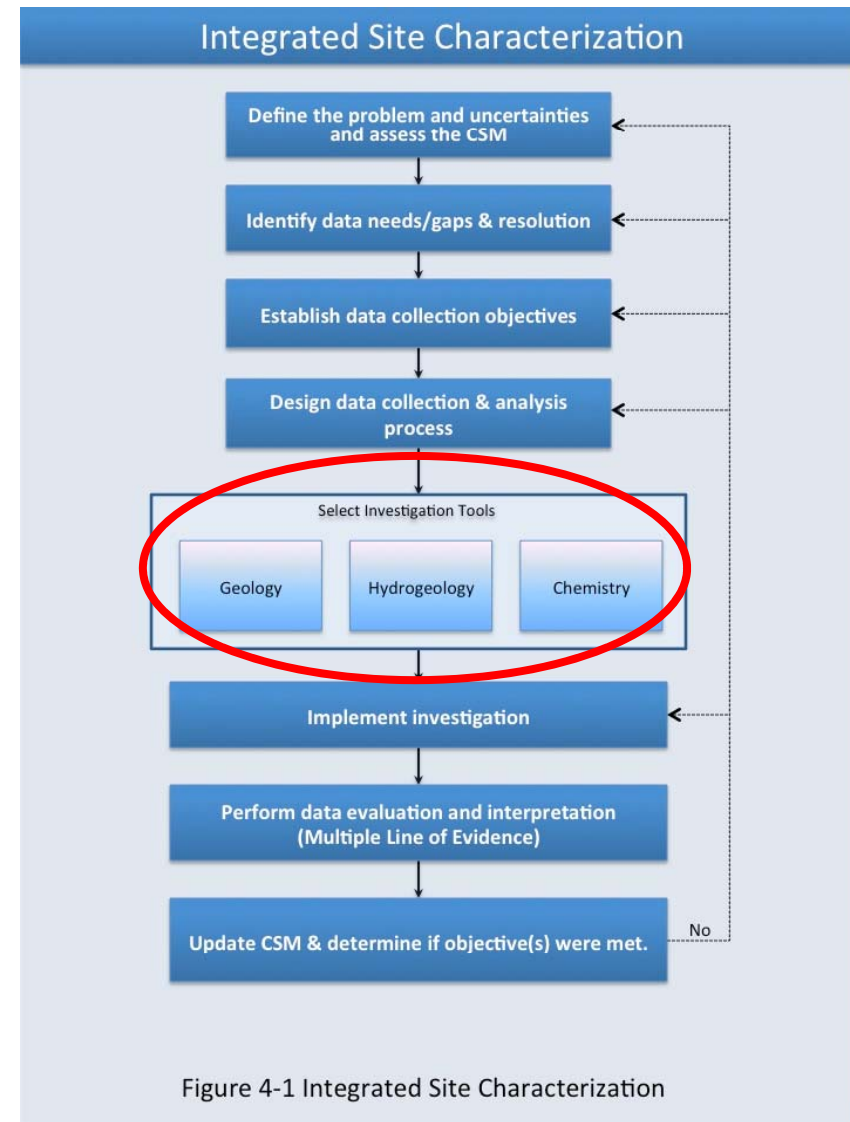 Integrated Site Characterization
Define the problem and uncertainties
and assess the CSM
Identify data needs/gaps & resolution
Establish data collection objectives
Design data collection & analysis
process
Select Investigation Tools
Geology
Hydrogeology
Chemistry
Implement investigation
Perform data evaluation and interpretation
(Multiple Line of Evidence)
Update CSM & determine if objective(s) were met.
No
Figure 4-1 Integrated Site Characterization